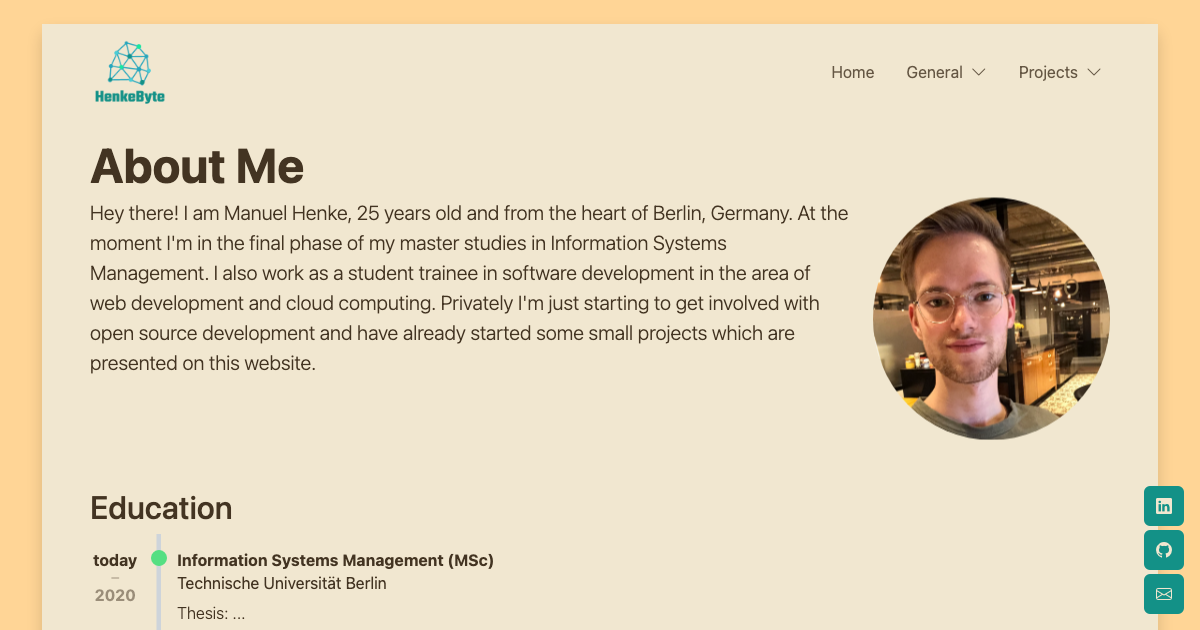 HenkeByte
Home General Projects
About Me
Hey there! I am Manuel Henke, 25 years old and from the heart of Berlin, Germany. At the
moment I'm in the final phase of my master studies in Information Systems
Management. I also work as a student trainee in software development in the area of
web development and cloud computing. Privately I'm just starting to get involved with
open source development and have already started some small projects which are
presented on this website.
Education
today
–
2020
Information Systems Management (MSc)
Technische Universität Berlin
Thesis: ...